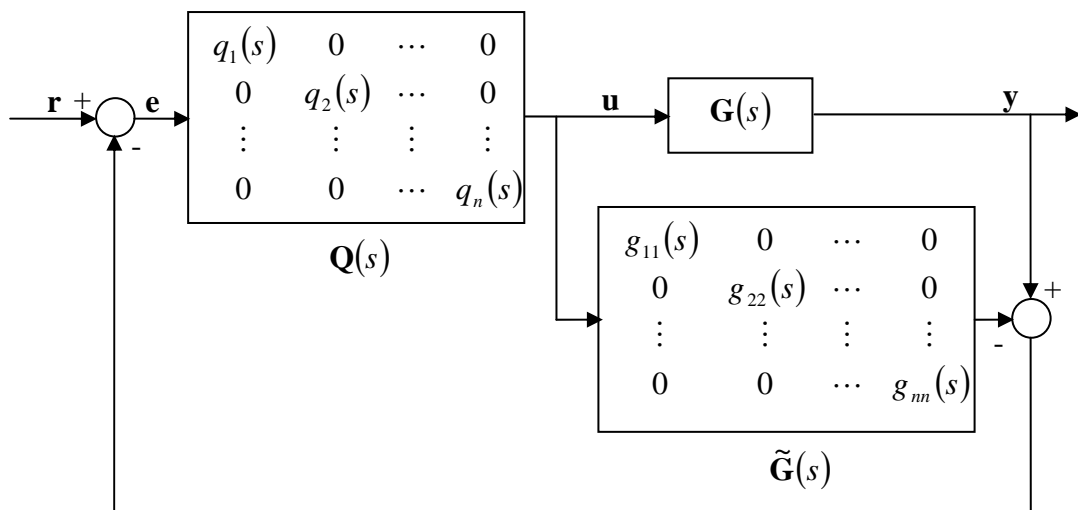 q₁(s) 0 ⋯ 0
0 q₂(s) ⋯ 0
⋮ ⋮ ⋮ ⋮
0 0 ⋯ qₙ(s)
Q(s)
r +
-
e
u
G(s)
y
g₁₁(s) 0 ⋯ 0
0 g₂₂(s) ⋯ 0
⋮ ⋮ ⋮ ⋮
0 0 ⋯ gₙₙ(s)
G̃(s)
+
-